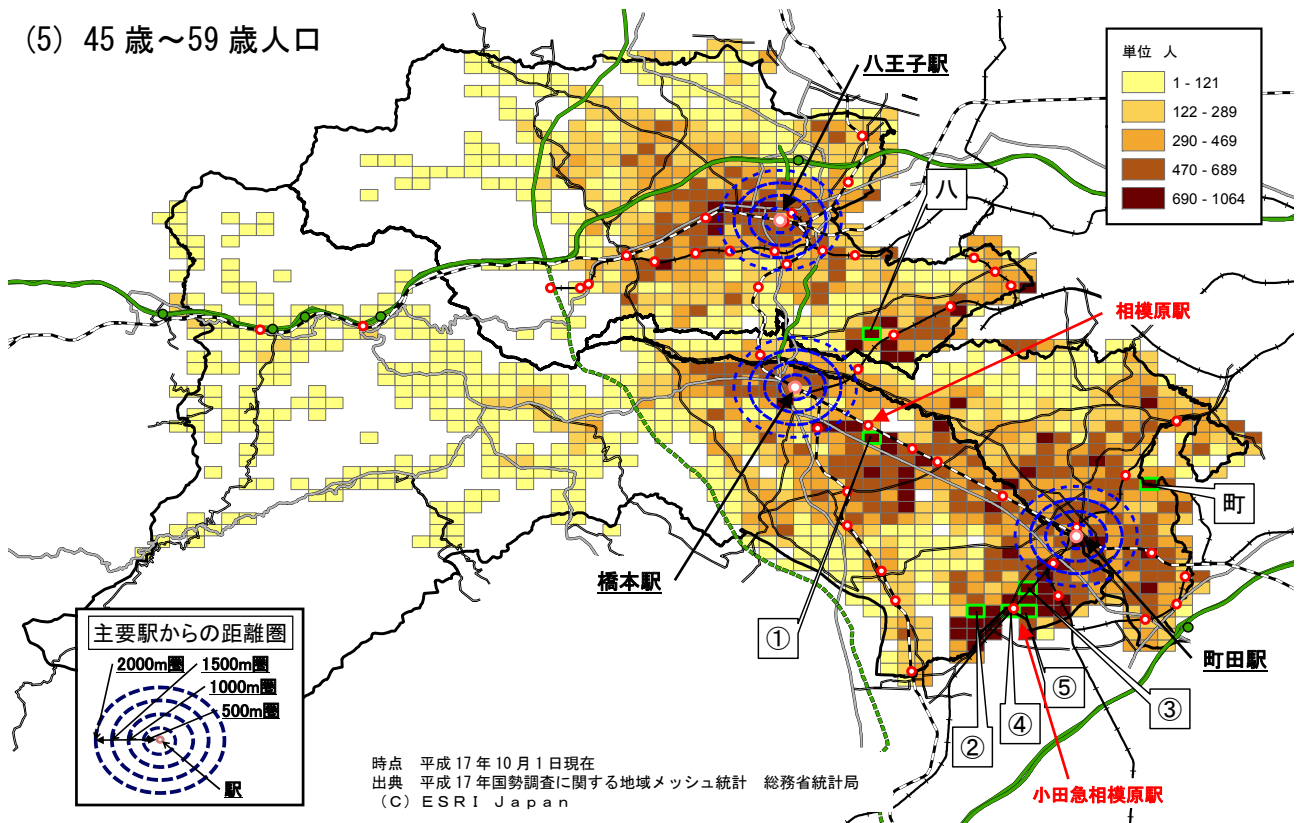 (5) 45歳～59歳人口
単位 人
1 - 121
122 - 289
290 - 469
470 - 689
690 - 1064
八王子駅
八
相模原駅
町
橋本駅
①
町田駅
⑤
③
②
④
小田急相模原駅
主要駅からの距離圏
2000m圏
1500m圏
1000m圏
500m圏
駅
時点 平成17年10月1日現在
出典 平成17年国勢調査に関する地域メッシュ統計 総務省統計局
（C）ESRI Japan